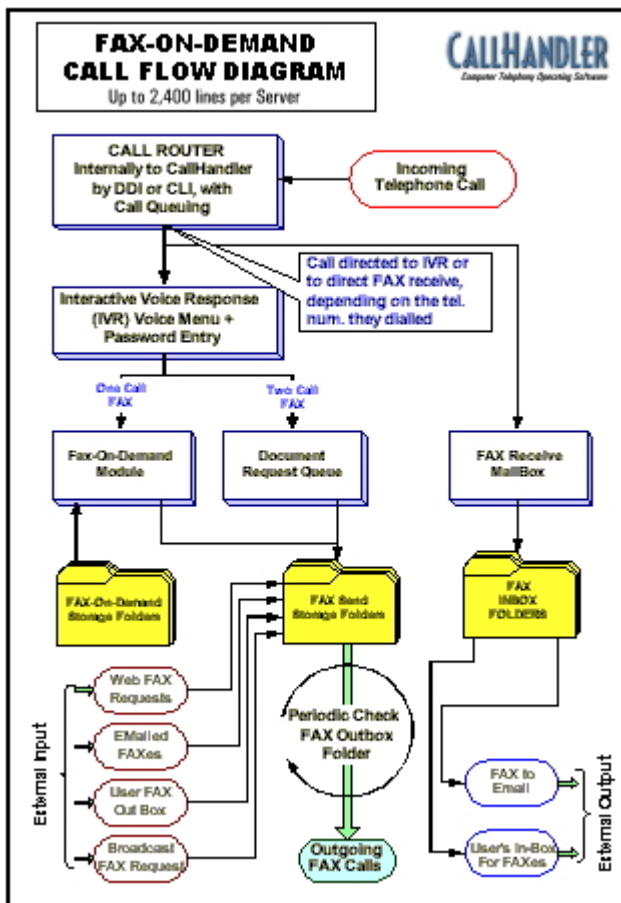 FAX-ON-DEMAND
CALL FLOW DIAGRAM
Up to 2,400 lines per Server
CALLHANDLER
Computer Telephony Operating Software
CALL ROUTER
Internally to CallHandler
by DDI or CLI, with
Call Queuing
Incoming
Telephone Call
Call directed to IVR or
to direct FAX receive,
depending on the tel.
num. they dialled
Interactive Voice Response
(IVR) Voice Menu +
Password Entry
One Call
FAX
Two Call
FAX
Fax-On-Demand
Module
Document
Request Queue
FAX Receive
MailBox
FAX-On-Demand
Storage Folders
FAX Send
Storage Folders
FAX
INBOX
FOLDERS
External Input
Web FAX
Requests
EMailed
FAXes
User FAX
Out Box
Broadcast
FAX Request
Periodic Check
FAX Outbox
Folder
Outgoing
FAX Calls
FAX to
Email
User's In-Box
For FAXes
External Output